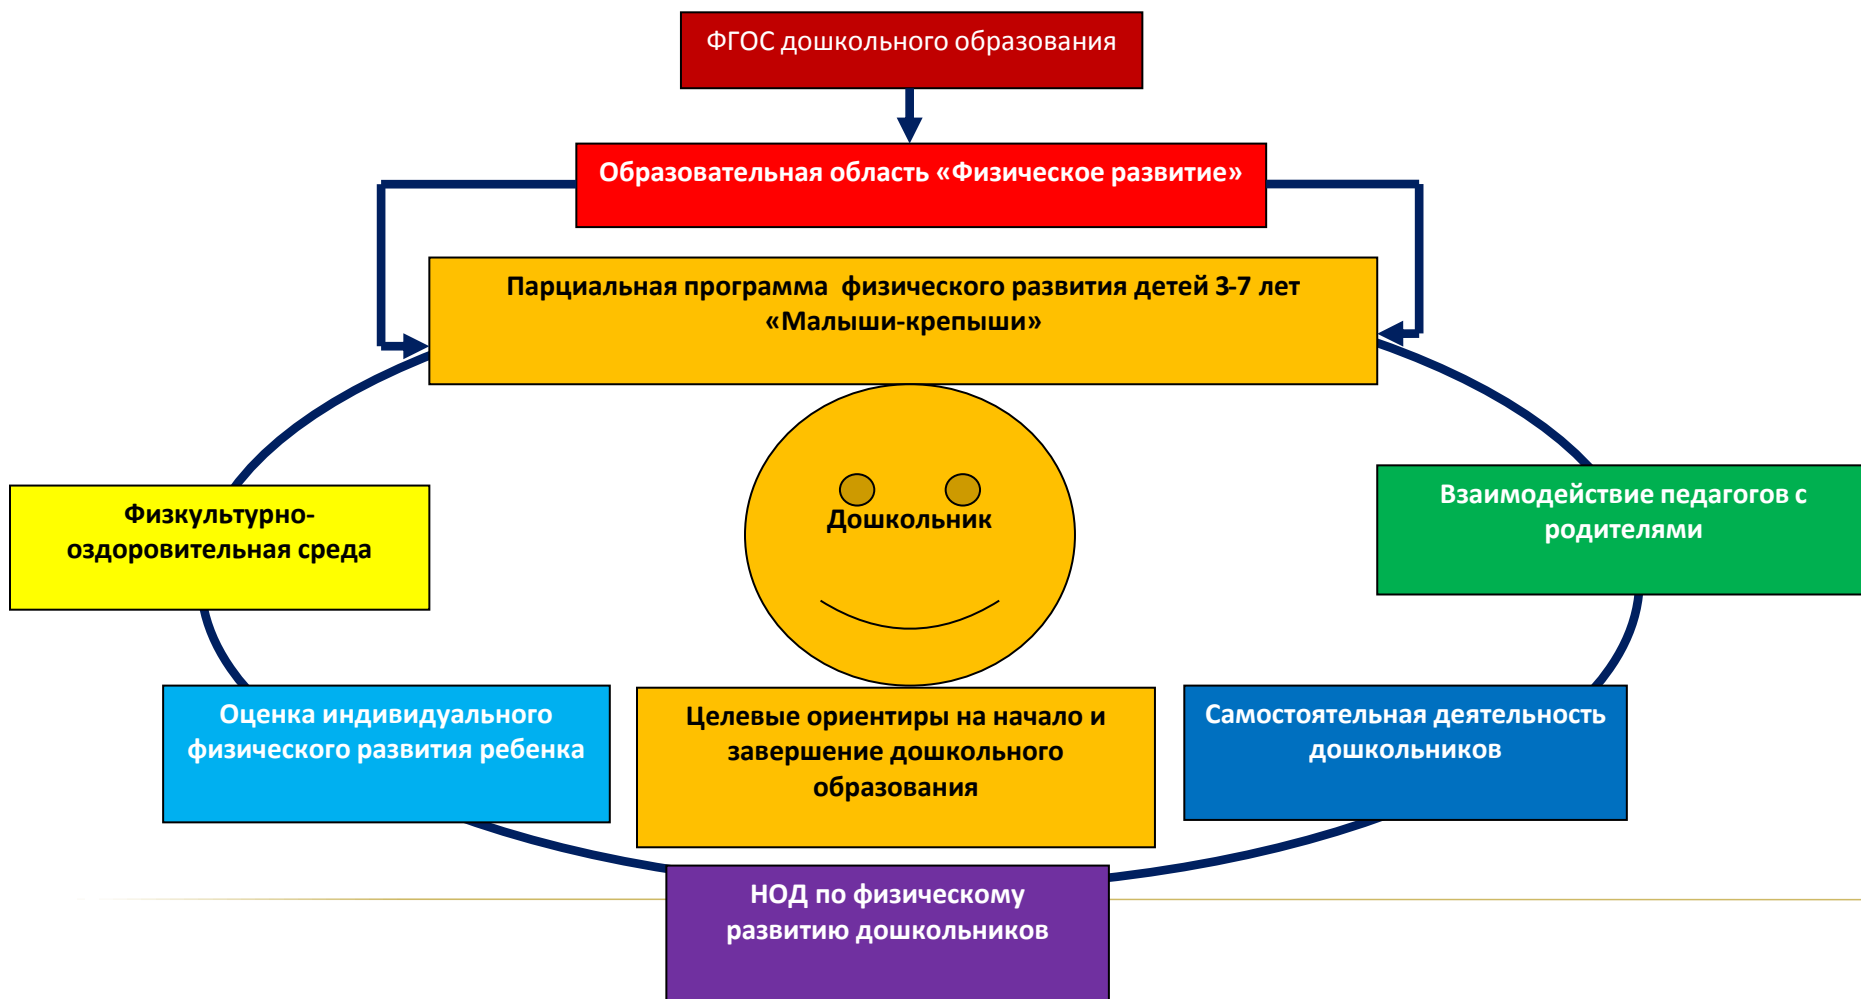 ФГОС дошкольного образования
Образовательная область «Физическое развитие»
Парциальная программа  физического развития детей 3-7 лет
«Малыши-крепыши»
Дошкольник
Физкультурно-
оздоровительная среда
Взаимодействие педагогов с
родителями
Оценка индивидуального
физического развития ребенка
Целевые ориентиры на начало и
завершение дошкольного
образования
Самостоятельная деятельность
дошкольников
НОД по физическому
развитию дошкольников